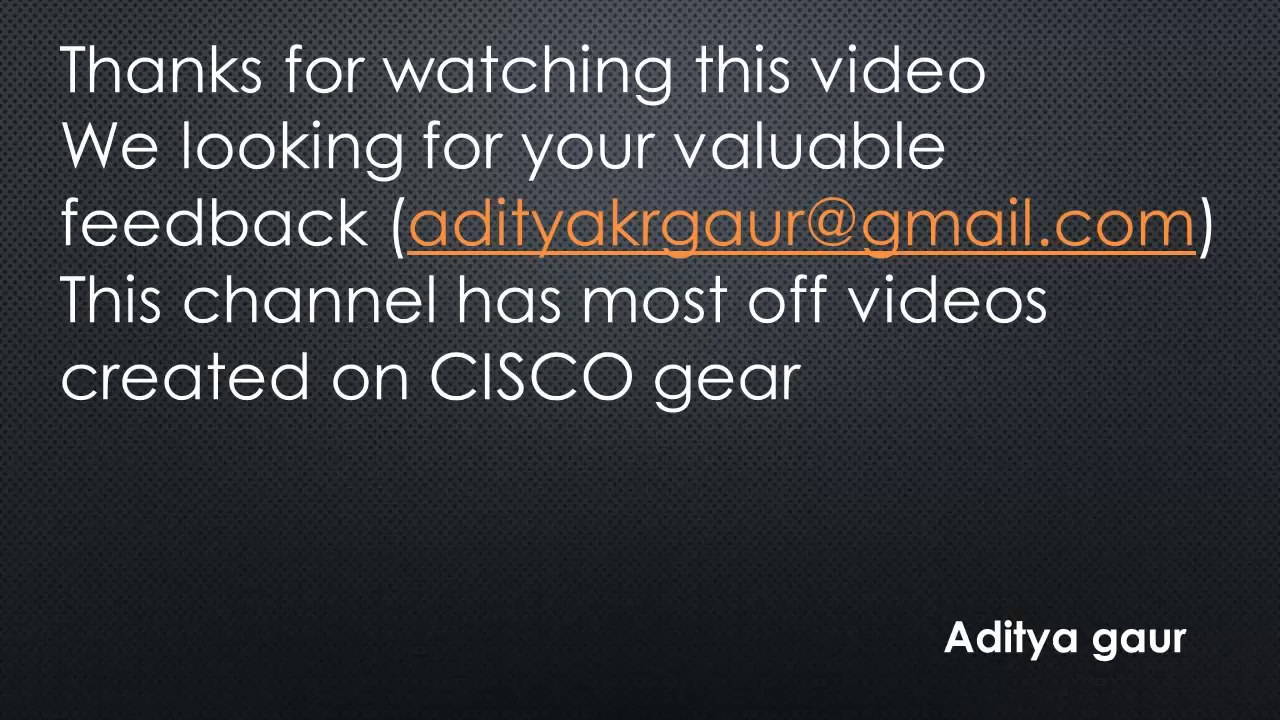 Thanks for watching this video
We looking for your valuable
feedback (adityakrgaur@gmail.com)
This channel has most off videos
created on CISCO gear
Aditya gaur